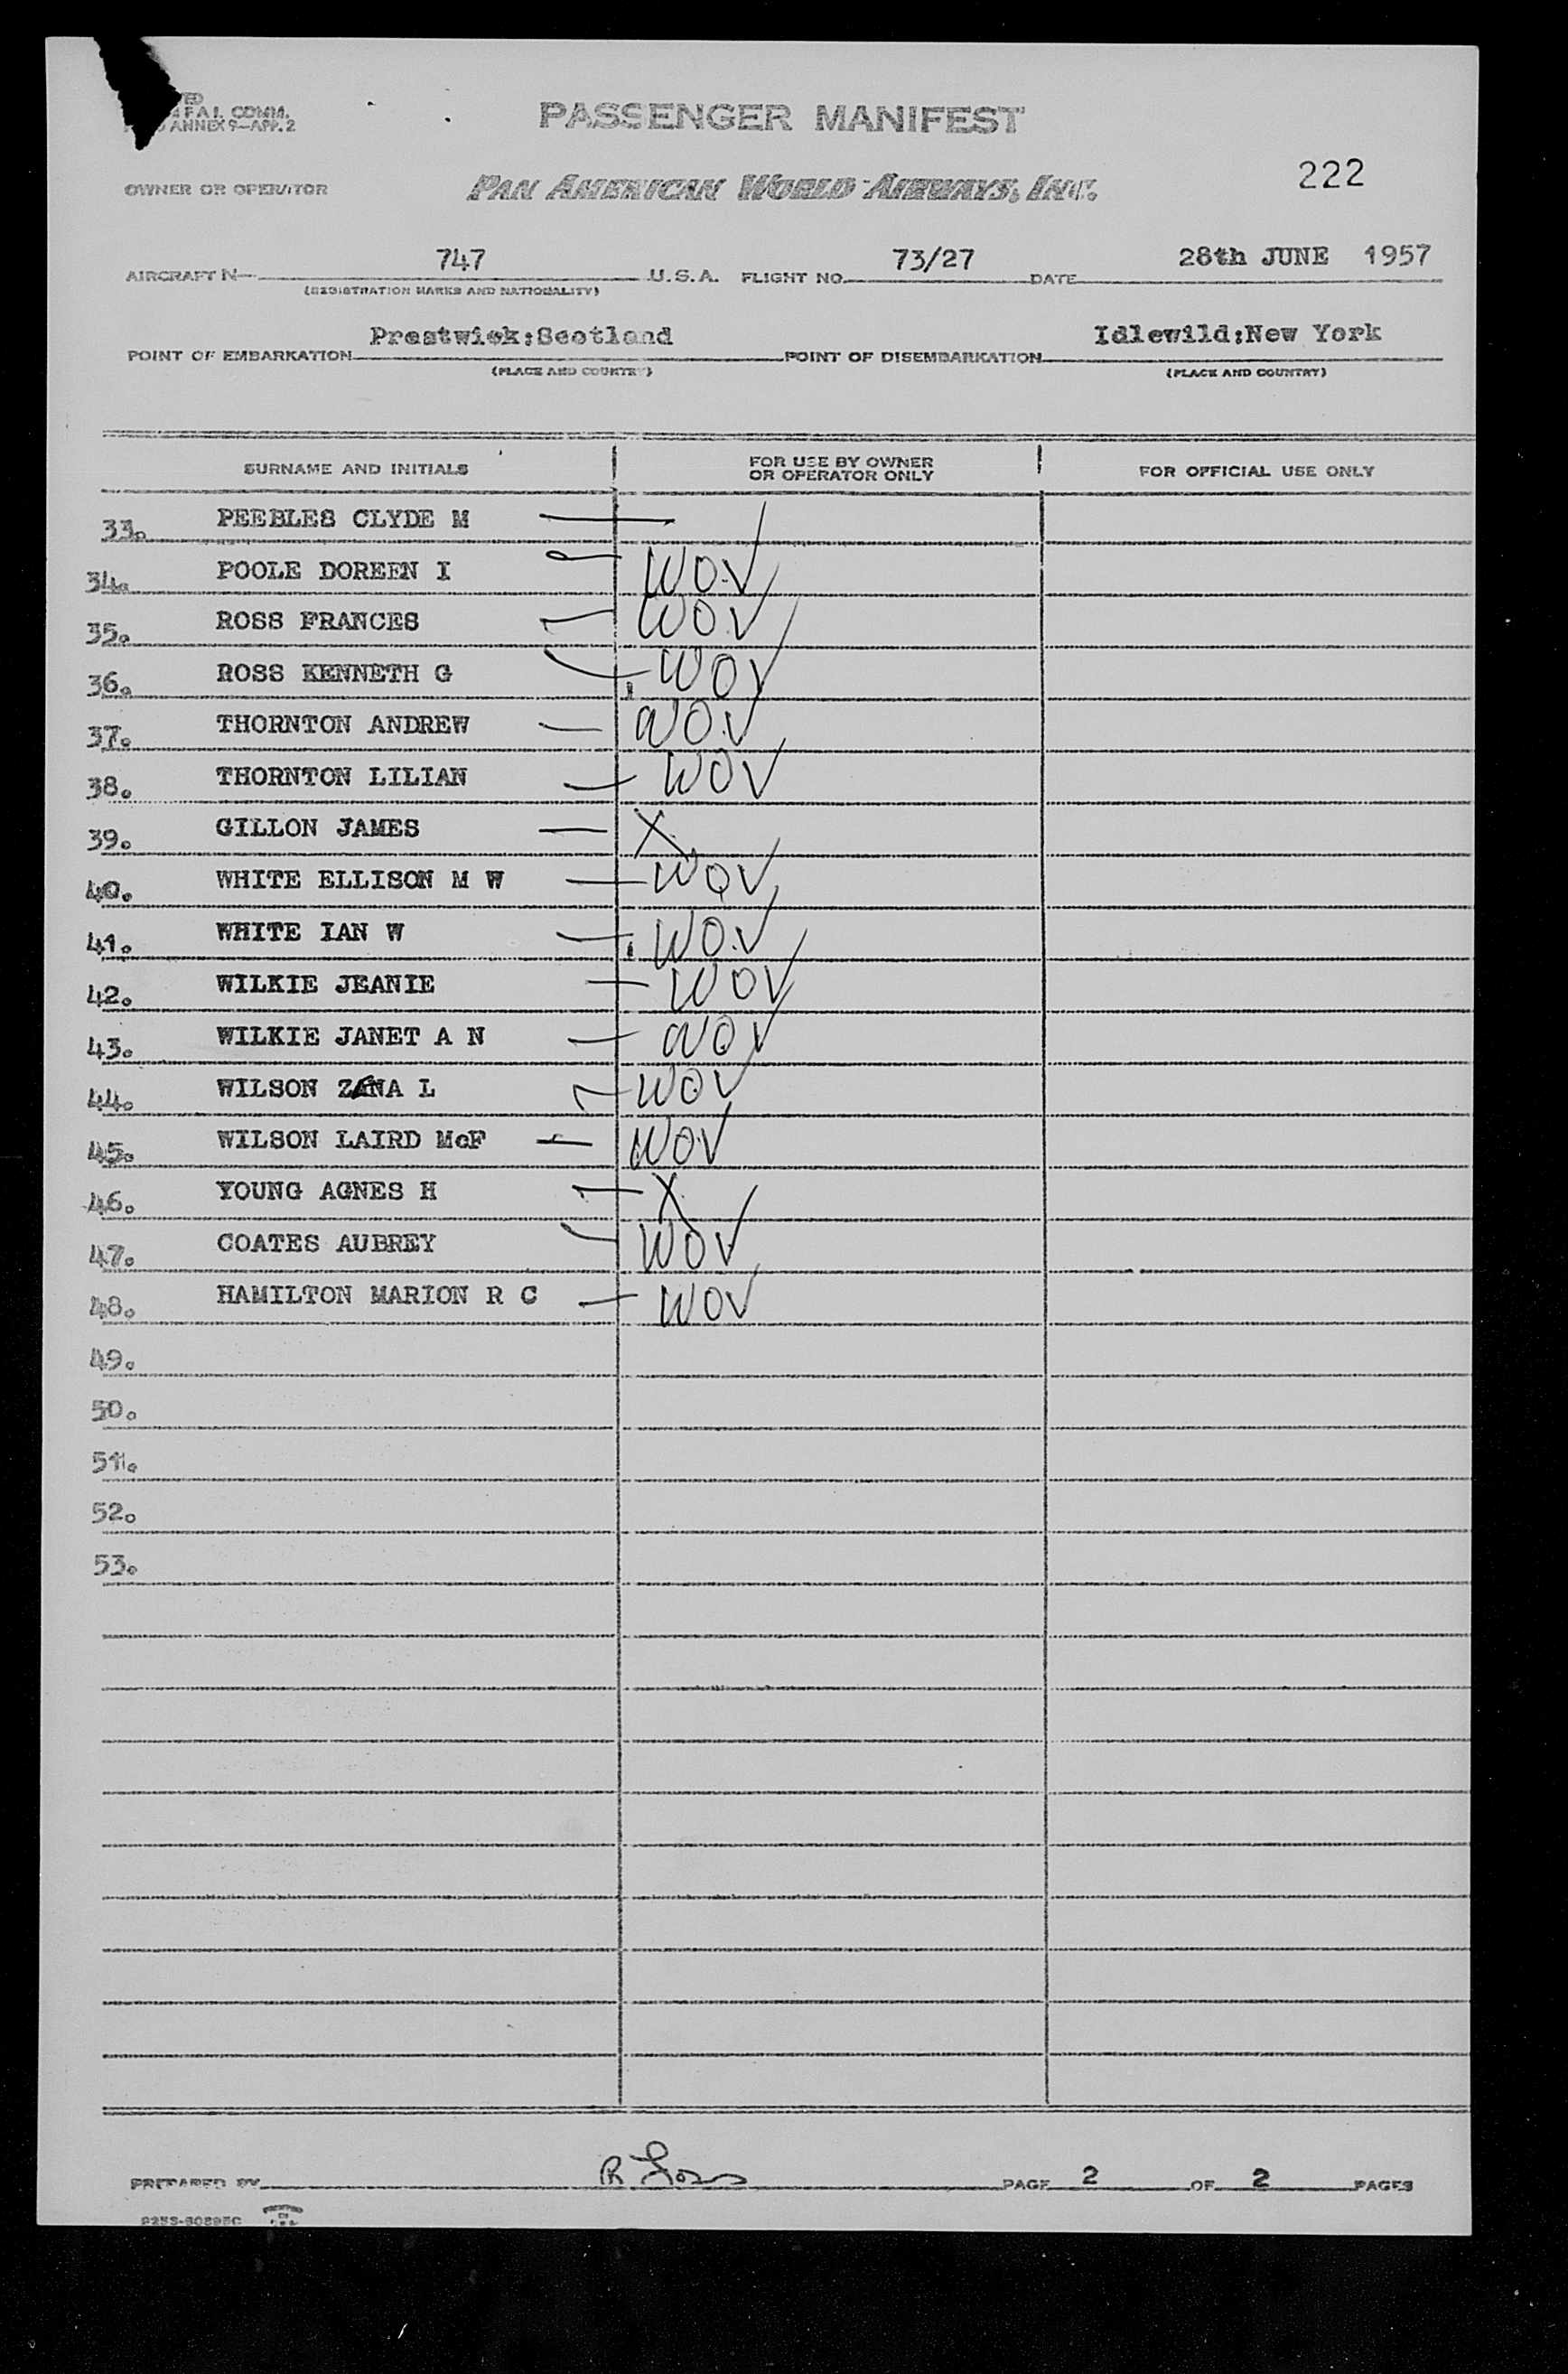 PASSENGER MANIFEST
F.A.I. COMM.
ANNEX 9—APP. 2
222
OWNER OR OPERATOR PAN AMERICAN WORLD AIRWAYS, INC.
AIRCRAFT N— 747 U.S.A. FLIGHT NO. 73/27 DATE 28th JUNE 1957
(REGISTRATION MARKS AND NATIONALITY)
POINT OF EMBARKATION Prestwick:Scotland POINT OF DISEMBARKATION Idlewild:New York
(PLACE AND COUNTRY) (PLACE AND COUNTRY)
SURNAME AND INITIALS FOR USE BY OWNER OR OPERATOR ONLY FOR OFFICIAL USE ONLY
33. PEEBLES CLYDE M
34. POOLE DOREEN I WOV
35. ROSS FRANCES WOV
36. ROSS KENNETH G WOV
37. THORNTON ANDREW WOV
38. THORNTON LILIAN WOV
39. GILLON JAMES X
40. WHITE ELLISON M W WOV
41. WHITE IAN W WOV
42. WILKIE JEANIE WOV
43. WILKIE JANET A N WOV
44. WILSON ZENA L WOV
45. WILSON LAIRD McF WOV
46. YOUNG AGNES H X
47. COATES AUBREY WOV
48. HAMILTON MARION R C WOV
49.
50.
51.
52.
53.
PREPARED BY R PAGE 2 OF 2 PAGES